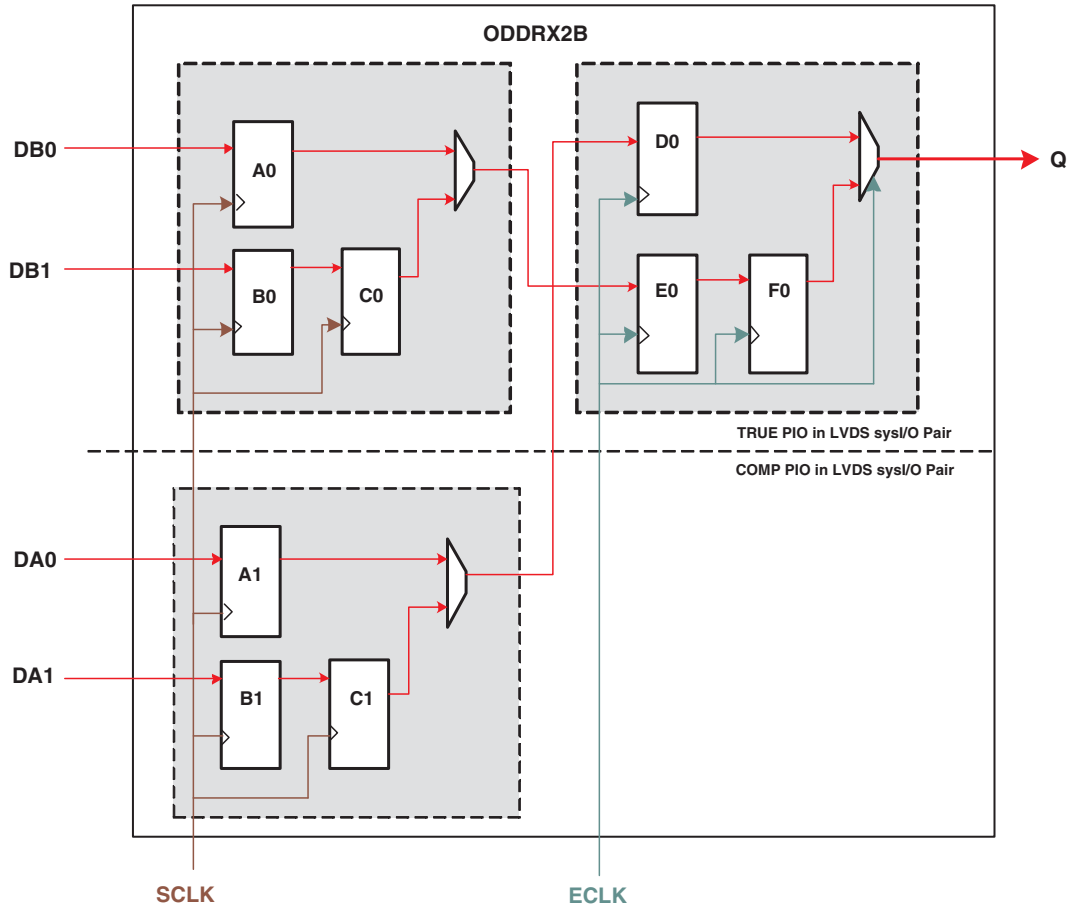 ODDRX2B
DB0
A0
D0
Q
DB1
B0
C0
E0
F0
TRUE PIO in LVDS sysI/O Pair
COMP PIO in LVDS sysI/O Pair
DA0
A1
DA1
B1
C1
SCLK
ECLK